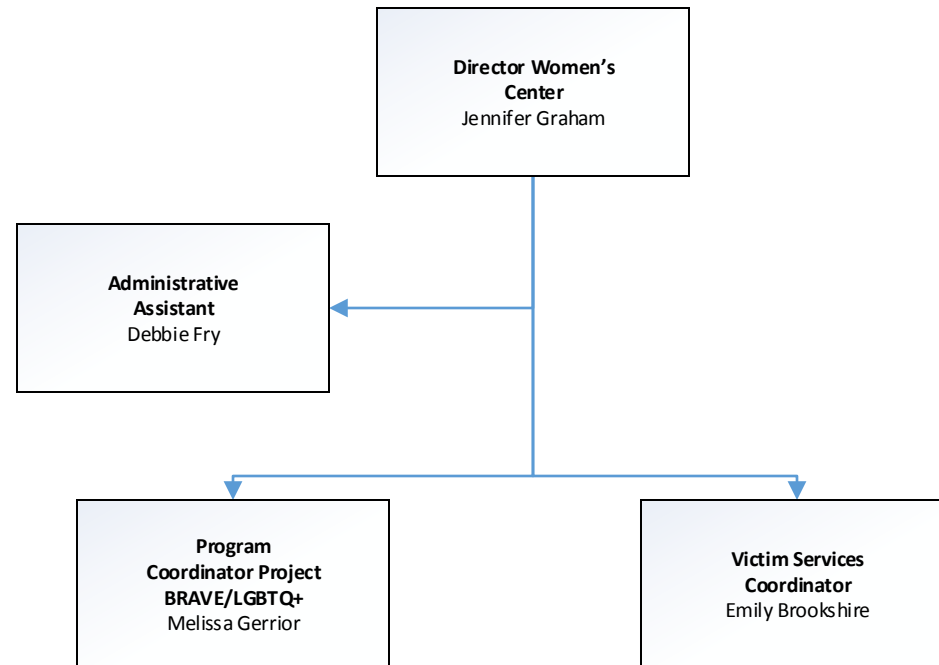 Director Women’s
Center
Jennifer Graham
Administrative
Assistant
Debbie Fry
Program
Coordinator Project
BRAVE/LGBTQ+
Melissa Gerrior
Victim Services
Coordinator
Emily Brookshire